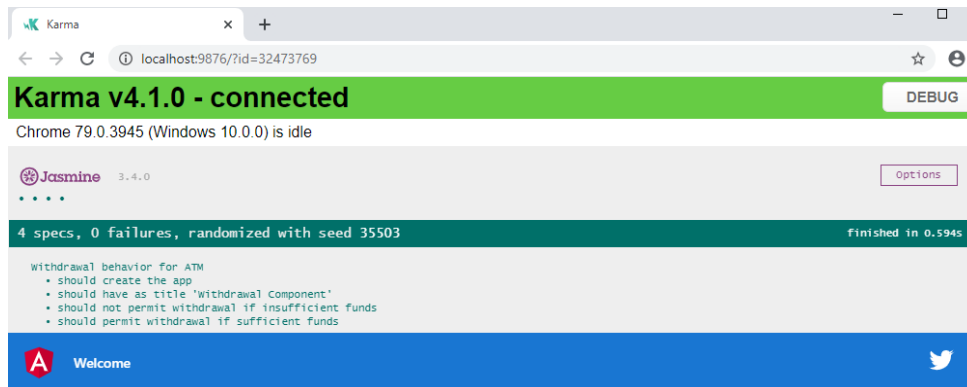 Karma
localhost:9876/?id=32473769
Karma v4.1.0 - connected
DEBUG
Chrome 79.0.3945 (Windows 10.0.0) is idle
Jasmine 3.4.0
Options
4 specs, 0 failures, randomized with seed 35503
finished in 0.594s
Withdrawal behavior for ATM
• should create the app
• should have as title 'Withdrawal Component'
• should not permit withdrawal if insufficient funds
• should permit withdrawal if sufficient funds
A
Welcome